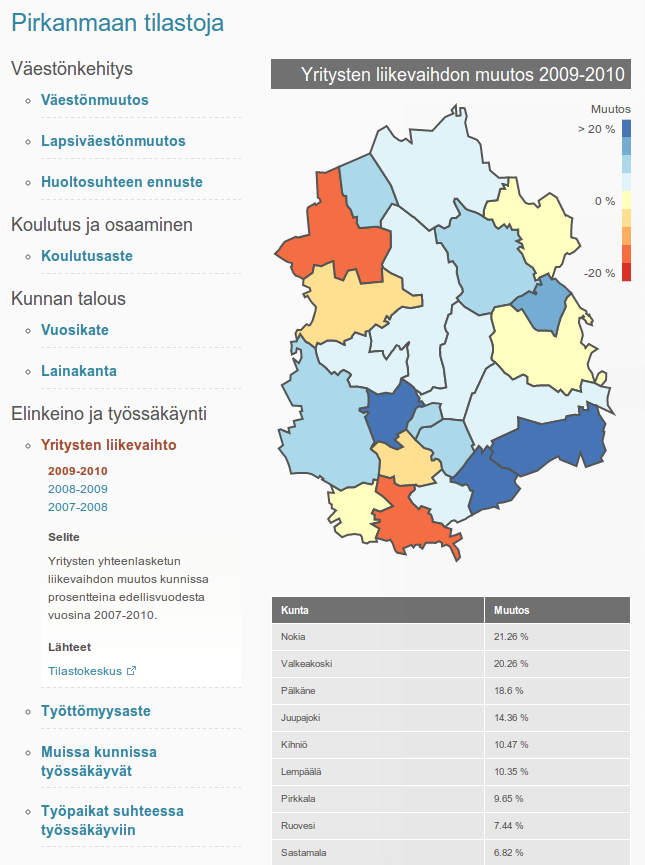 Pirkanmaan tilastoja
Väestönkehitys
Väestönmuutos
Lapsiväestönmuutos
Huoltosuhteen ennuste
Koulutus ja osaaminen
Koulutusaste
Kunnan talous
Vuosikate
Lainakanta
Elinkeino ja työssäkäynti
Yritysten liikevaihto
2009-2010
2008-2009
2007-2008
Selite
Yritysten yhteenlasketun
liikevaihdon muutos kunnissa
prosentteina edellisvuodesta
vuosina 2007-2010.
Lähteet
Tilastokeskus
Työttömyysaste
Muissa kunnissa
työssäkäyvät
Työpaikat suhteessa
työssäkäyviin
Yritysten liikevaihdon muutos 2009-2010
Muutos
> 20 %
0 %
-20 %
Kunta Muutos
Nokia 21.26 %
Valkeakoski 20.26 %
Pälkäne 18.6 %
Juupajoki 14.36 %
Kihniö 10.47 %
Lempäälä 10.35 %
Pirkkala 9.65 %
Ruovesi 7.44 %
Sastamala 6.82 %